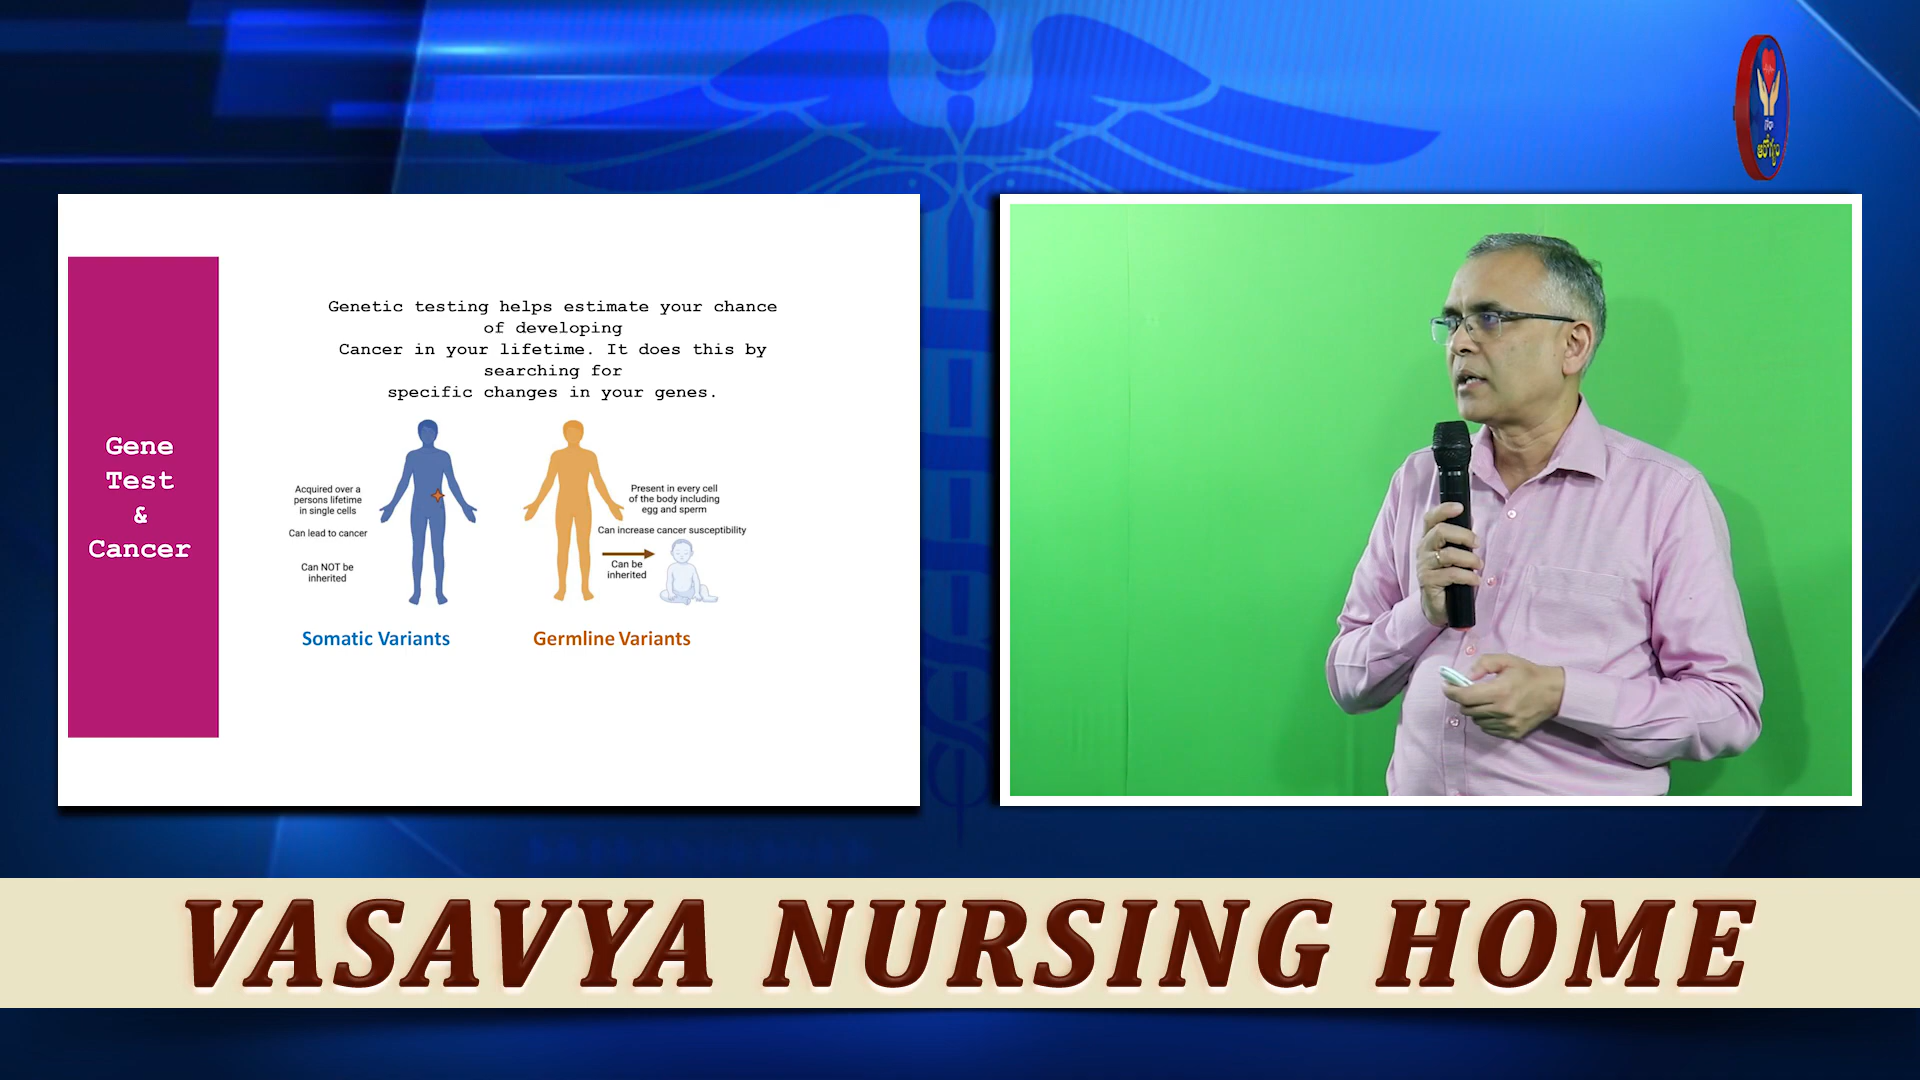 Gene
Test
&
Cancer
Genetic testing helps estimate your chance
of developing
Cancer in your lifetime. It does this by
searching for
specific changes in your genes.
Acquired over a
persons lifetime
in single cells
Can lead to cancer
Can NOT be
inherited
Somatic Variants
Present in every cell
of the body including
egg and sperm
Can increase cancer susceptibility
Can be
inherited
Germline Variants
VASAVYA NURSING HOME